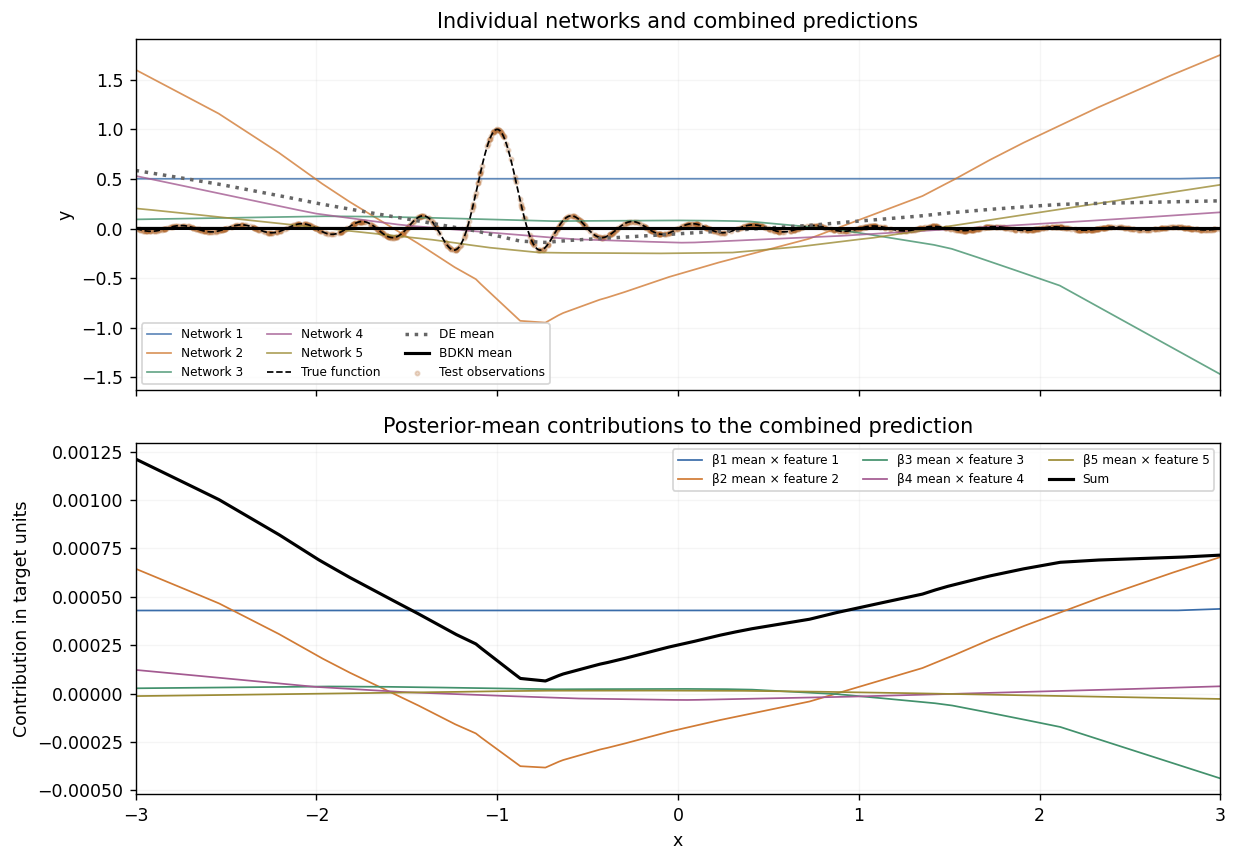 Individual networks and combined predictions
y
1.5
1.0
0.5
0.0
−0.5
−1.0
−1.5
Network 1
Network 2
Network 3
Network 4
Network 5
True function
DE mean
BDKN mean
Test observations
Posterior-mean contributions to the combined prediction
Contribution in target units
0.00125
0.00100
0.00075
0.00050
0.00025
0.00000
−0.00025
−0.00050
β1 mean × feature 1
β2 mean × feature 2
β3 mean × feature 3
β4 mean × feature 4
β5 mean × feature 5
Sum
−3 −2 −1 0 1 2 3
x